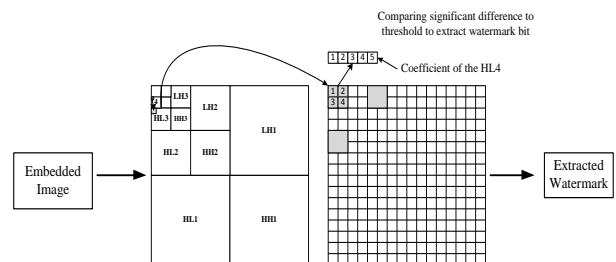 Comparing significant difference to
threshold to extract watermark bit
1 2 3 4 5
Coefficient of the HL4
LH3
LH2
1 2
3 4
HL3 HH3
LH1
Embedded
Image
HL2 HH2
Extracted
Watermark
HL1 HH1